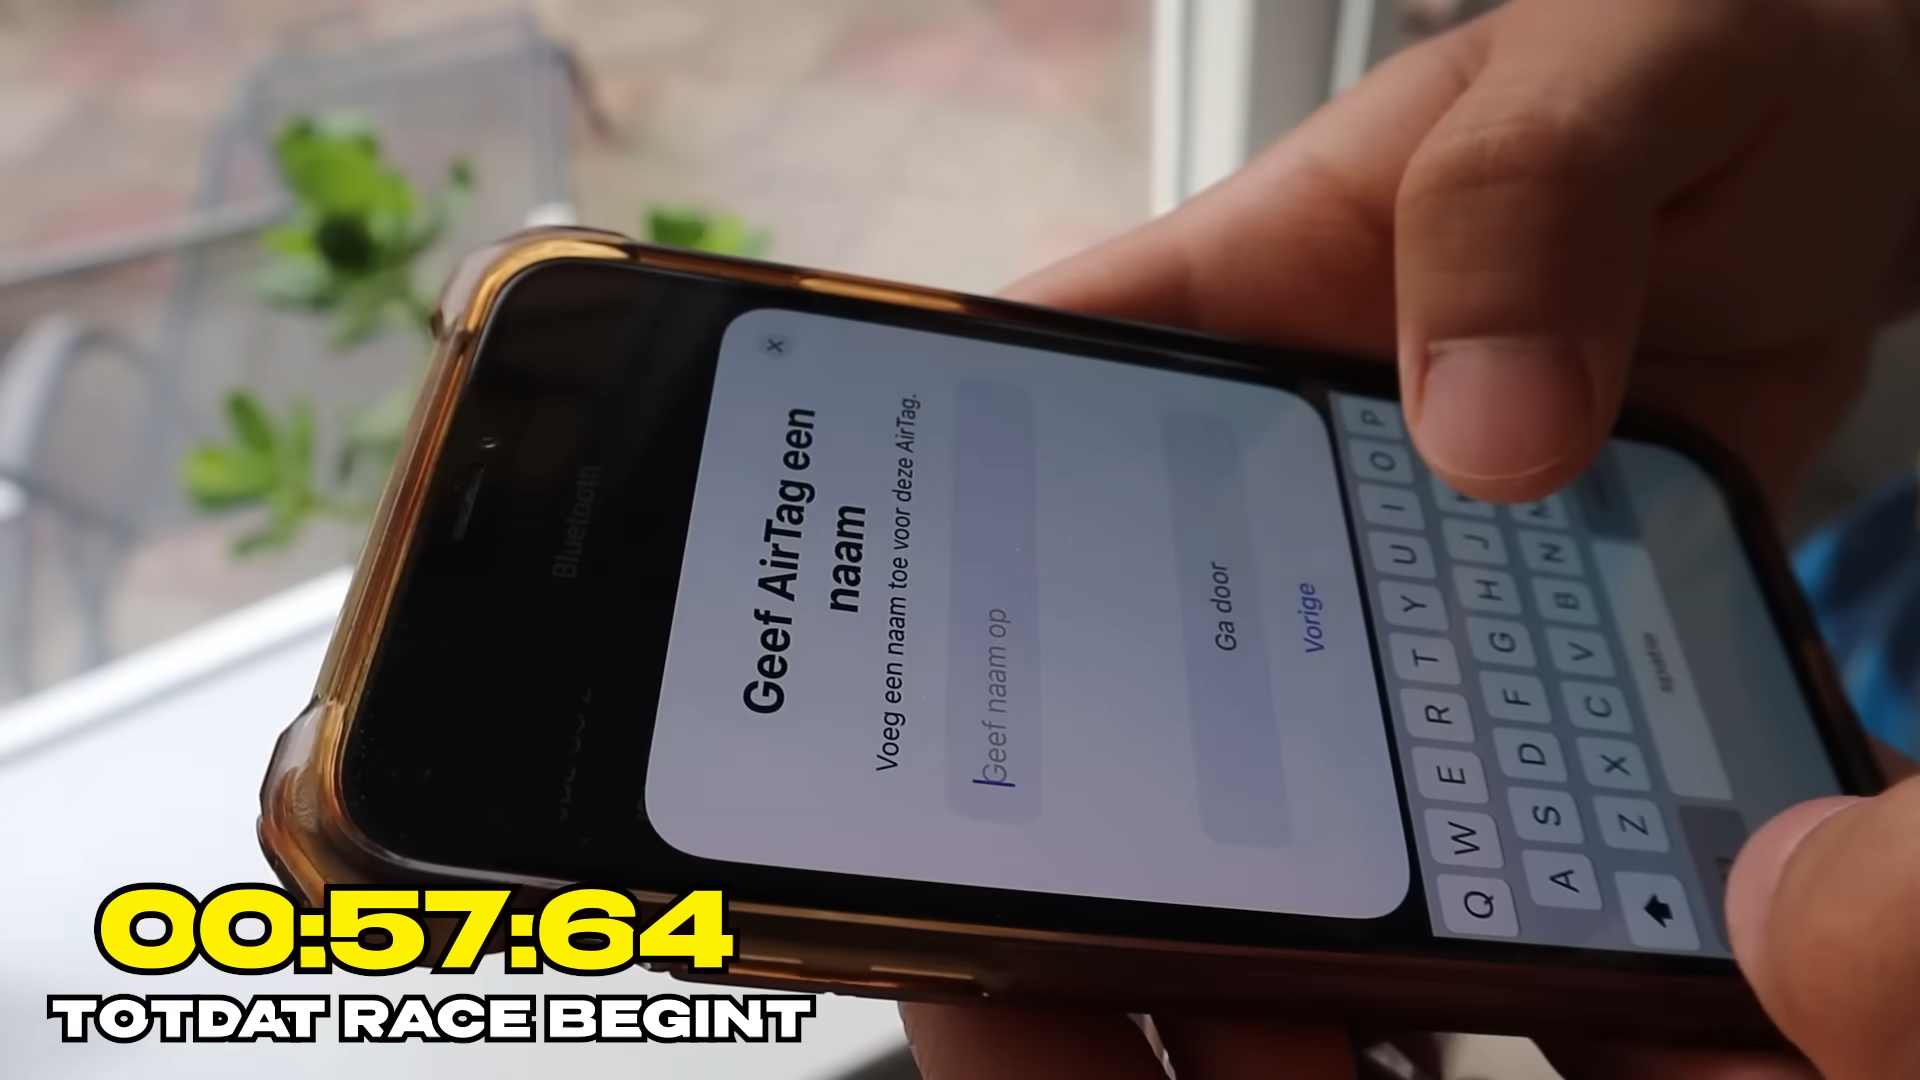 Bluetooth
×
Geef AirTag een
naam
Voeg een naam toe voor deze AirTag.
Geef naam op
Ga door
Vorige
Q W E R T Y U I O P
A S D F G H J
Z X C V B N
spatie
00:57:64
TOTDAT RACE BEGINT